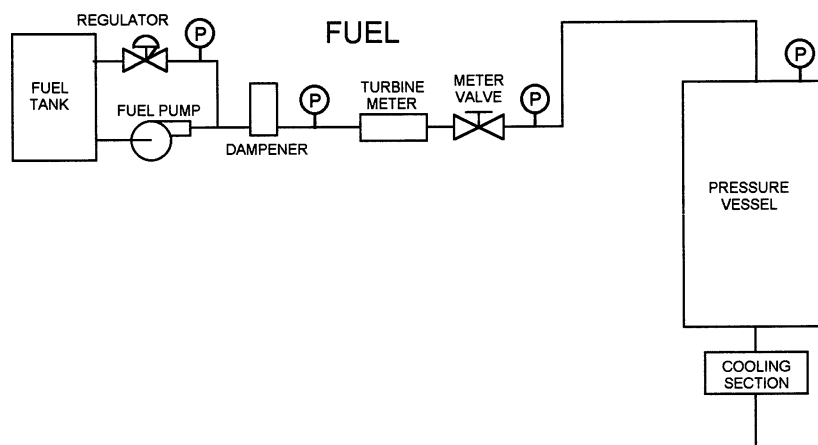 REGULATOR
P
FUEL
FUEL
TANK
FUEL PUMP
DAMPENER
P
TURBINE
METER
METER
VALVE
P
P
PRESSURE
VESSEL
COOLING
SECTION